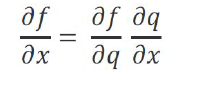 ∂f/∂x = ∂f/∂q ∂q/∂x